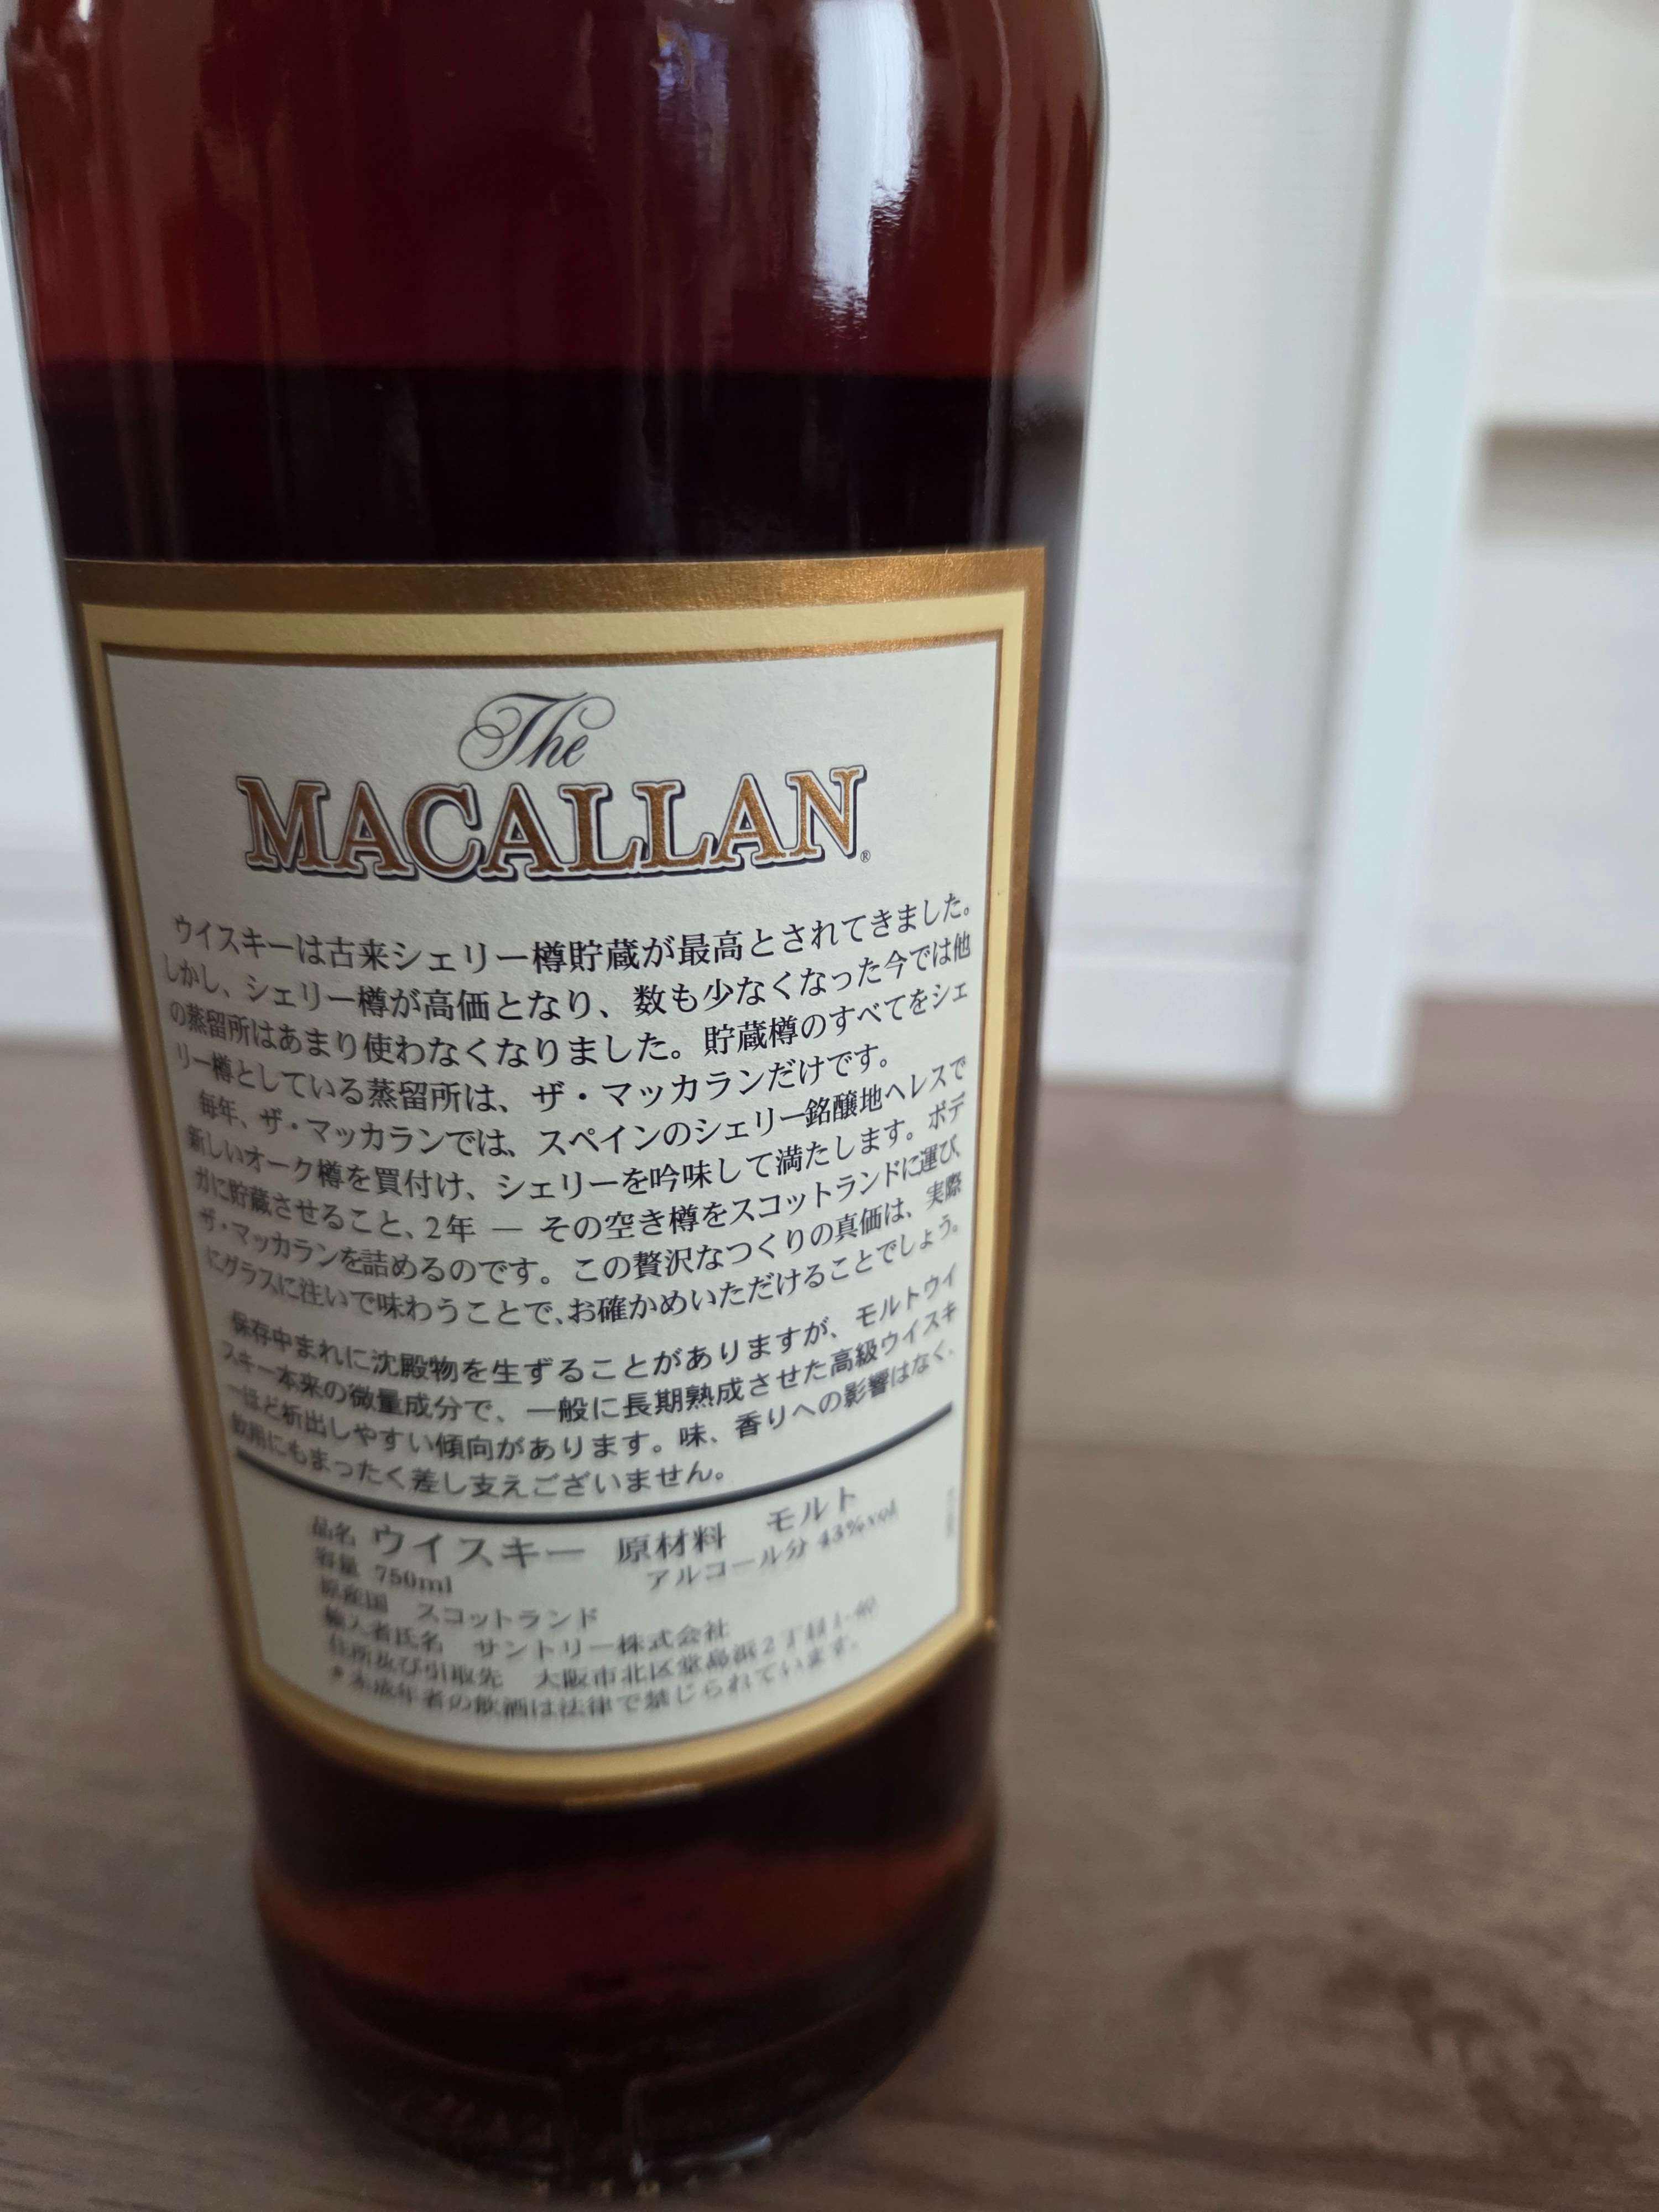 The
MACALLAN®
ウイスキーは古来シェリー樽貯蔵が最高とされてきました。
しかし、シェリー樽が高価となり、数も少なくなった今では他
の蒸留所はあまり使わなくなりました。貯蔵樽のすべてをシェ
リー樽としている蒸留所は、ザ・マッカランだけです。
毎年、ザ・マッカランでは、スペインのシェリー銘醸地ヘレスで
新しいオーク樽を買付け、シェリーを吟味して満たします。ボデ
ガに貯蔵させること、2年 — その空き樽をスコットランドに運び、
ザ・マッカランを詰めるのです。この贅沢なつくりの真価は、実際
にグラスに注いで味わうことで、お確かめいただけることでしょう。
保存中まれに沈殿物を生ずることがありますが、モルトウイ
スキー本来の微量成分で、一般に長期熟成させた高級ウイスキ
ーほど析出しやすい傾向があります。味、香りへの影響はなく、
飲用にもまったく差し支えございません。
品名 ウイスキー 原材料 モルト
容量 750ml アルコール分 43%vol
原産国 スコットランド
輸入者氏名 サントリー株式会社
住所及び引取先 大阪市北区堂島浜2丁目1-40
未成年者の飲酒は法律で禁じられています。